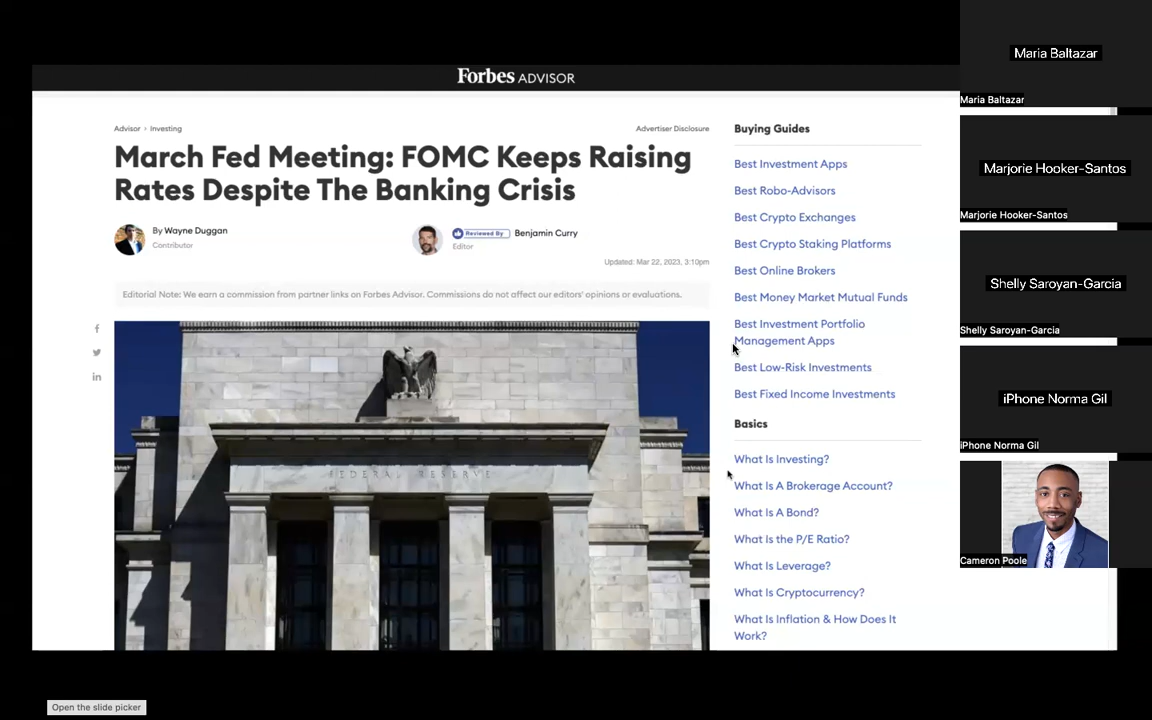 Forbes ADVISOR
Advisor > Investing
Advertiser Disclosure
March Fed Meeting: FOMC Keeps Raising
Rates Despite The Banking Crisis
By Wayne Duggan
Contributor
Reviewed By Benjamin Curry
Editor
Updated: Mar 22, 2023, 3:10pm
Editorial Note: We earn a commission from partner links on Forbes Advisor. Commissions do not affect our editors' opinions or evaluations.
FEDERAL RESERVE
Buying Guides
Best Investment Apps
Best Robo-Advisors
Best Crypto Exchanges
Best Crypto Staking Platforms
Best Online Brokers
Best Money Market Mutual Funds
Best Investment Portfolio
Management Apps
Best Low-Risk Investments
Best Fixed Income Investments
Basics
What Is Investing?
What Is A Brokerage Account?
What Is A Bond?
What Is the P/E Ratio?
What Is Leverage?
What Is Cryptocurrency?
What Is Inflation & How Does It
Work?
Maria Baltazar
Maria Baltazar
Marjorie Hooker-Santos
Marjorie Hooker-Santos
Shelly Saroyan-Garcia
Shelly Saroyan-Garcia
iPhone Norma Gil
iPhone Norma Gil
Cameron Poole
Open the slide picker